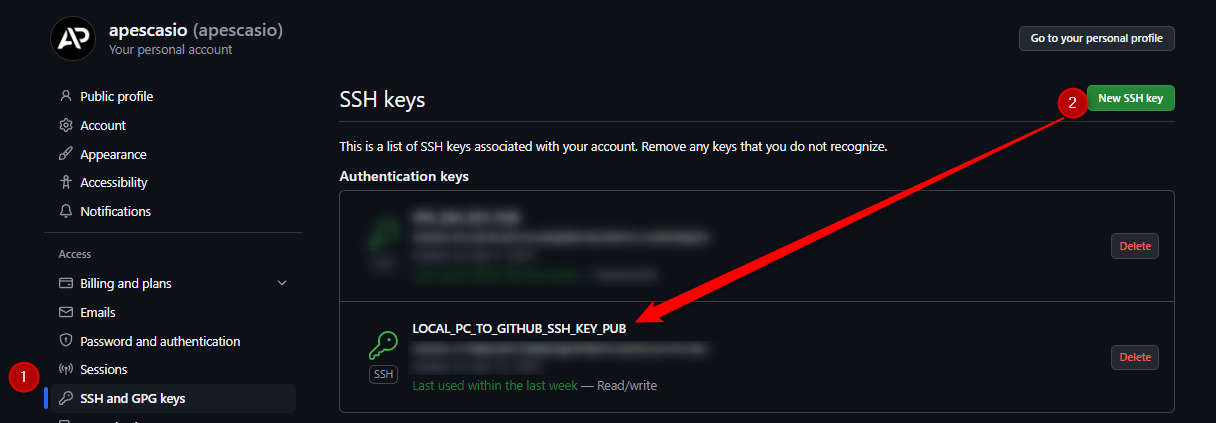 AP
apescasio (apescasio)
Your personal account
Go to your personal profile
Public profile
Account
Appearance
Accessibility
Notifications
Access
Billing and plans
Emails
Password and authentication
Sessions
1
SSH and GPG keys
SSH keys
2
New SSH key
This is a list of SSH keys associated with your account. Remove any keys that you do not recognize.
Authentication keys
Delete
LOCAL_PC_TO_GITHUB_SSH_KEY_PUB
SSH
Last used within the last week — Read/write
Delete